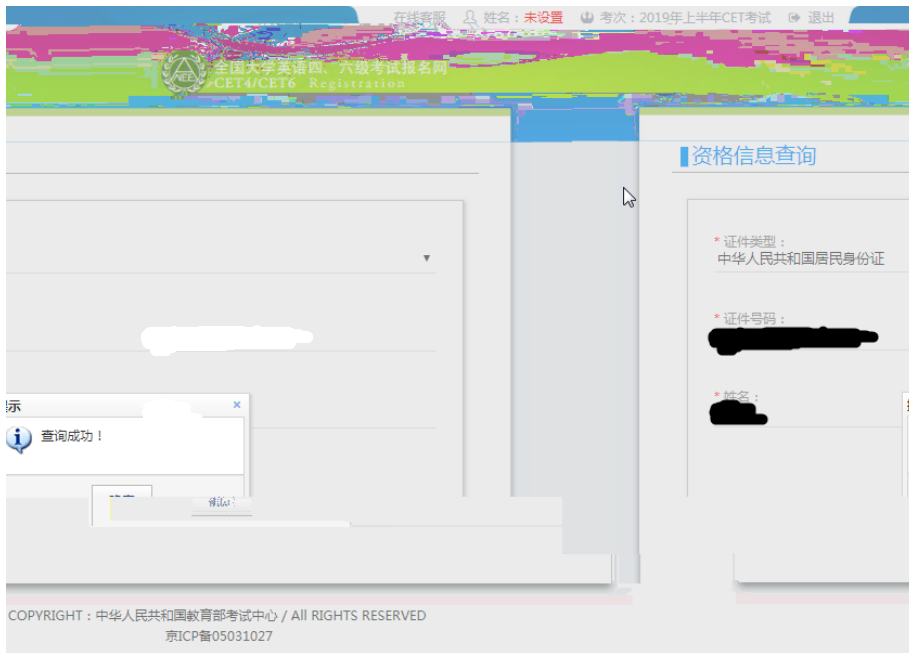 在线客服 姓名：未设置 考次：2019年上半年CET考试 退出
全国大学英语四、六级考试报名网
CET4/CET6 Registration
资格信息查询
* 证件类型：
中华人民共和国居民身份证
▼
* 证件号码：
* 姓名：
示 ×
查询成功！
COPYRIGHT：中华人民共和国教育部考试中心 / All RIGHTS RESERVED
京ICP备05031027